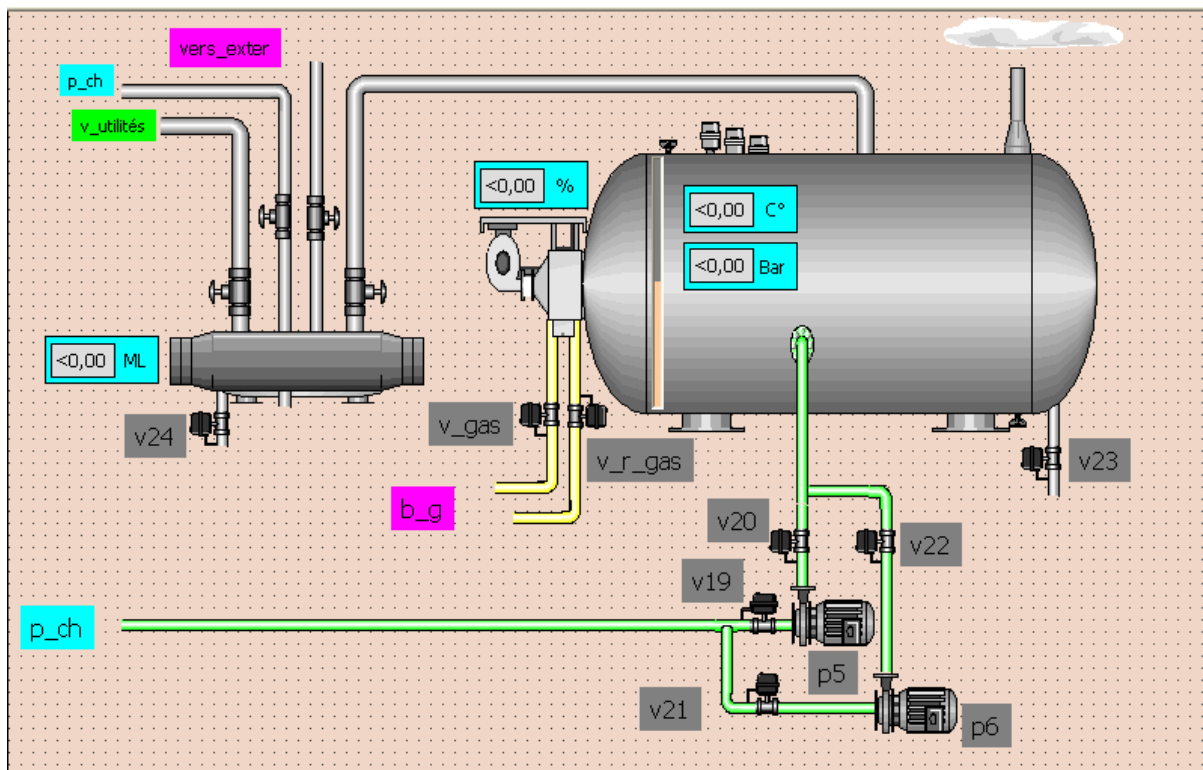 vers_exter
p_ch
v_utilités
<0,00 %
<0,00 C°
<0,00 Bar
<0,00 ML
v24
v_gas
v_r_gas
v23
b_g
v20
v22
v19
p_ch
p5
v21
p6